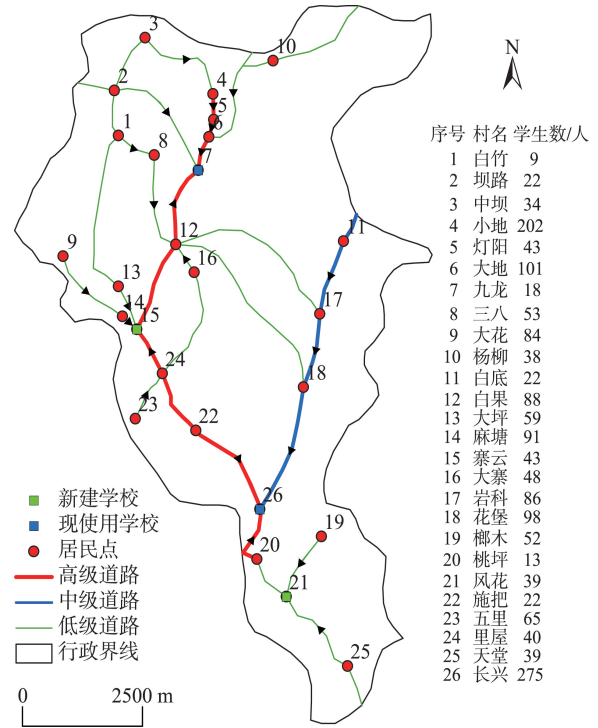 3
10
N
2
4
5
6
1
8
7
序号 村名 学生数/人
1 白竹 9
2 坝路 22
3 中坝 34
4 小地 202
5 灯阳 43
6 大地 101
7 九龙 18
8 三八 53
9 大花 84
10 杨柳 38
11 白底 22
12 白果 88
13 大坪 59
14 麻塘 91
15 寨云 43
16 大寨 48
17 岩科 86
18 花堡 98
19 榔木 52
20 桃坪 13
21 风花 39
22 施把 22
23 五里 65
24 里屋 40
25 天堂 39
26 长兴 275
9
12
11
16
13
14
15
17
24
18
23
22
26
19
20
21
25
新建学校
现使用学校
居民点
高级道路
中级道路
低级道路
行政界线
0 2500 m